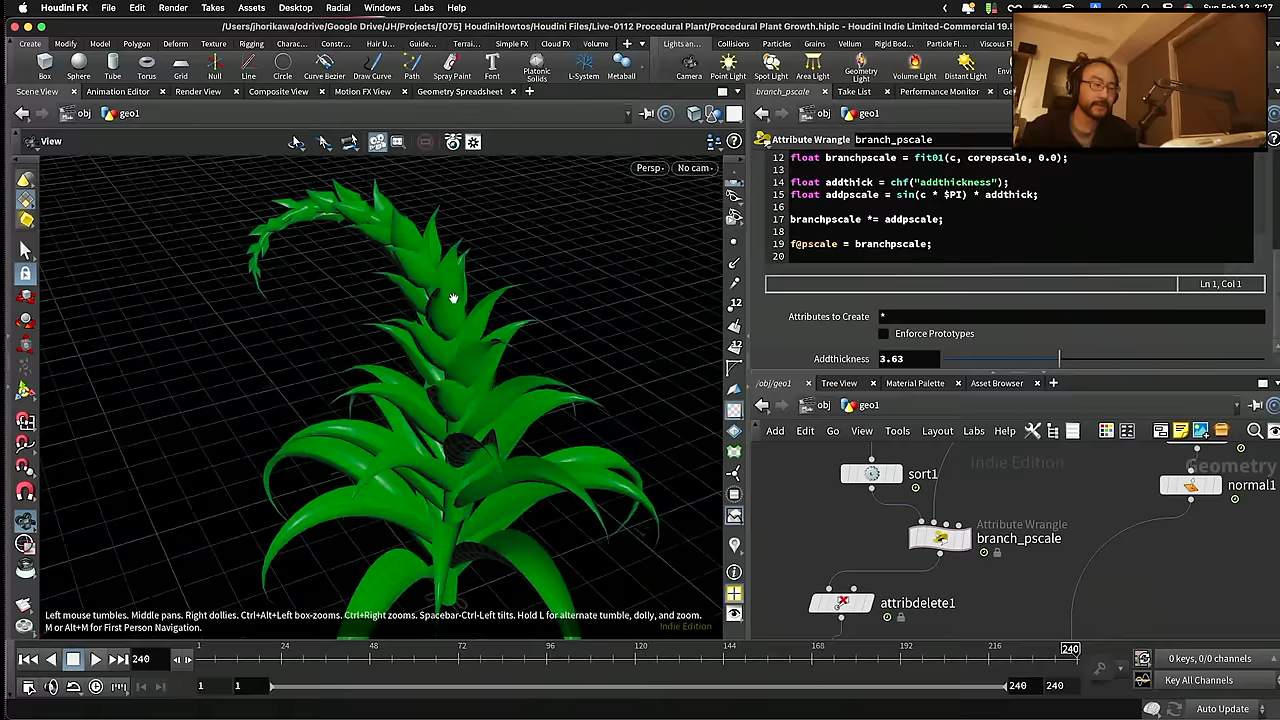 Houdini FX File Edit Render Takes Assets Desktop Radial Windows Labs Help
/Users/jhorikawa/odrive/Google Drive/JH/Projects/[075] HoudiniHowtos/Houdini Files/Live-0112 Procedural Plant/Procedural Plant Growth.hiplc - Houdini Indie Limited-Commercial 19.
Create Modify Model Polygon Deform Texture Rigging Charac... Constr... Hair U... Guide... Terrai... Simple FX Cloud FX Volume
Lights an... Collisions Particles Grains Vellum Rigid Bod... Particle Fl... Viscous
Box Sphere Tube Torus Grid Null Line Circle Curve Bezier Draw Curve Path Spray Paint Font Platonic Solids L-System Metaball
Camera Point Light Spot Light Area Light Geometry Light Volume Light Distant Light
Scene View Animation Editor Render View Composite View Motion FX View Geometry Spreadsheet
branch_pscale Take List Performance Monitor
obj geo1
obj geo1
View
Attribute Wrangle branch_pscale
Persp No cam
12 float branchpscale = fit01(c, corepscale, 0.0);
13
14 float addthick = chf("addthickness");
15 float addpscale = sin(c * $PI) * addthick;
16
17 branchpscale *= addpscale;
18
19 f@pscale = branchpscale;
20
Ln 1, Col 1
Attributes to Create *
Enforce Prototypes
Addthickness 3.63
/obj/geo1 Tree View Material Palette Asset Browser
obj geo1
Add Edit Go View Tools Layout Labs Help
Indie Edition
Geometry
sort1
normal1
Attribute Wrangle
branch_pscale
attribdelete1
Left mouse tumbles. Middle pans. Right dollies. Ctrl+Alt+Left box-zooms. Ctrl+Right zooms. Spacebar-Ctrl-Left tilts. Hold L for alternate tumble, dolly, and zoom.
M or Alt+M for First Person Navigation.
Indie Edition
240
1 24 48 72 96 120 144 168 192 216 240
0 keys, 0/0 channels
1 1 240 240
Key All Channels
Auto Update